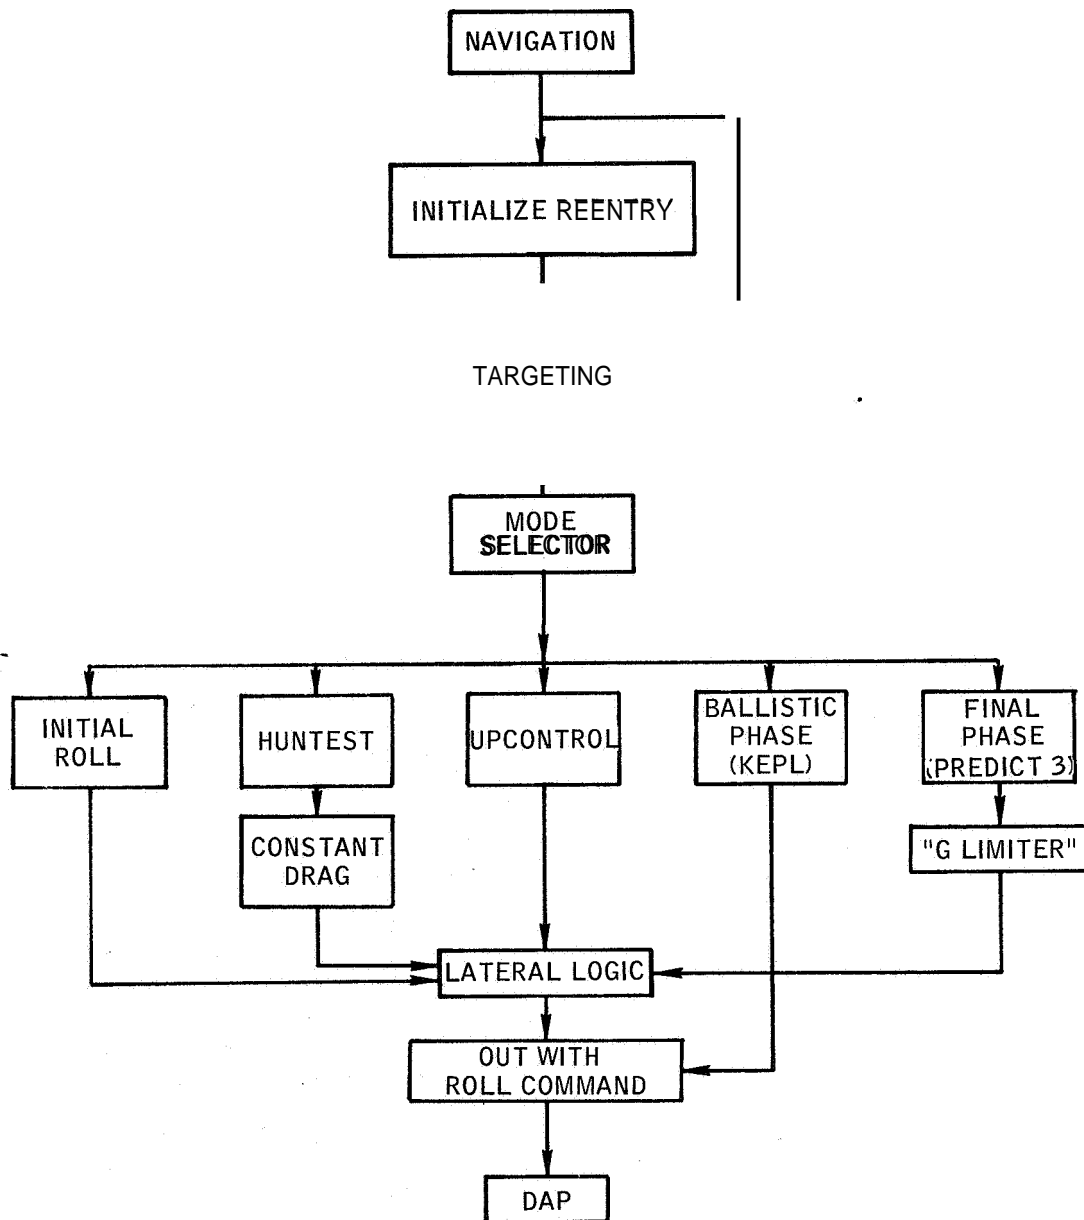 NAVIGATION
INITIALIZE REENTRY
TARGETING
MODE
SELECTOR
INITIAL
ROLL
HUNTEST
UPCONTROL
BALLISTIC
PHASE
(KEPL)
FINAL
PHASE
(PREDICT 3)
CONSTANT
DRAG
"G LIMITER"
LATERAL LOGIC
OUT WITH
ROLL COMMAND
DAP